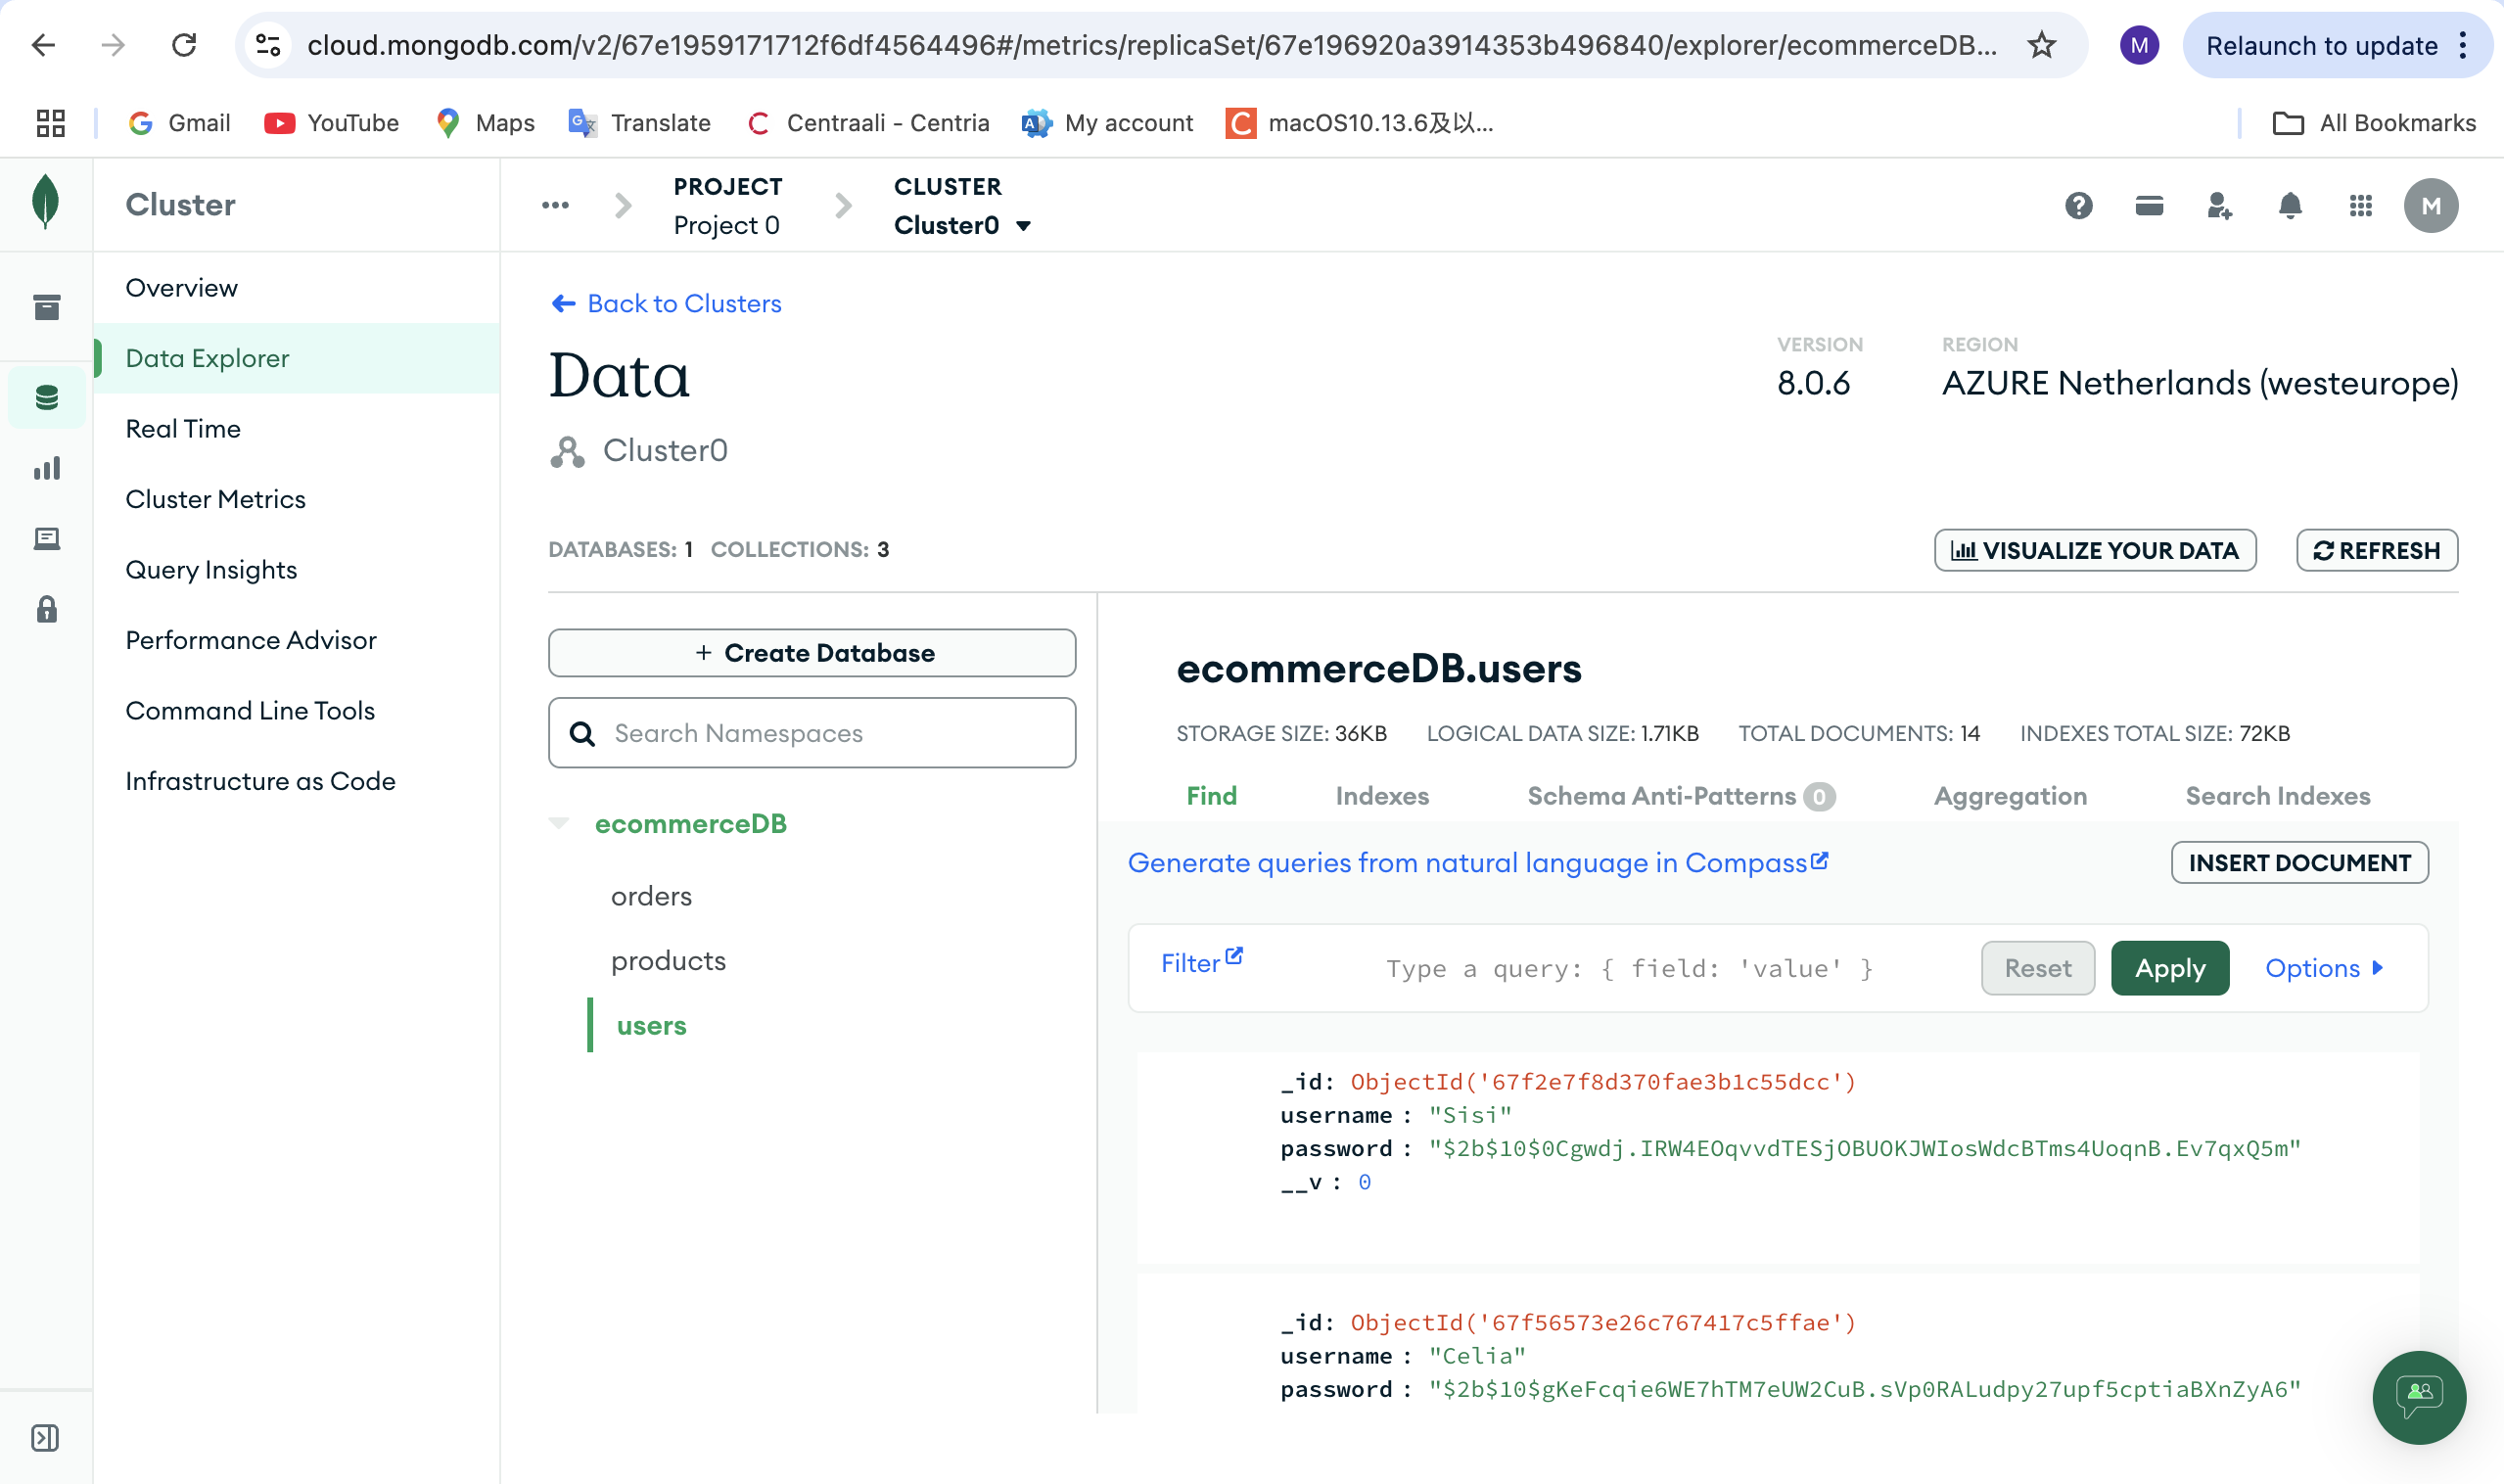 cloud.mongodb.com/v2/67e1959171712f6df4564496#/metrics/replicaSet/67e196920a3914353b496840/explorer/ecommerceDB...
M
Relaunch to update
Gmail
YouTube
Maps
Translate
Centraali - Centria
My account
macOS10.13.6及以...
All Bookmarks
Cluster
PROJECT
Project 0
CLUSTER
Cluster0
M
Overview
Data Explorer
Real Time
Cluster Metrics
Query Insights
Performance Advisor
Command Line Tools
Infrastructure as Code
Back to Clusters
Data
Cluster0
VERSION
8.0.6
REGION
AZURE Netherlands (westeurope)
DATABASES: 1 COLLECTIONS: 3
VISUALIZE YOUR DATA
REFRESH
+ Create Database
Search Namespaces
ecommerceDB
orders
products
users
ecommerceDB.users
STORAGE SIZE: 36KB LOGICAL DATA SIZE: 1.71KB TOTAL DOCUMENTS: 14 INDEXES TOTAL SIZE: 72KB
Find Indexes Schema Anti-Patterns 0 Aggregation Search Indexes
Generate queries from natural language in Compass
INSERT DOCUMENT
Filter
Type a query: { field: 'value' }
Reset
Apply
Options
_id: ObjectId('67f2e7f8d370fae3b1c55dcc')
username : "Sisi"
password : "$2b$10$0Cgwdj.IRW4EOqvvdTESjOBUOKJWIosWdcBTms4UoqnB.Ev7qxQ5m"
__v : 0
_id: ObjectId('67f56573e26c767417c5ffae')
username : "Celia"
password : "$2b$10$gKeFcqie6WE7hTM7eUW2CuB.sVp0RALudpy27upf5cptiaBXnZyA6"